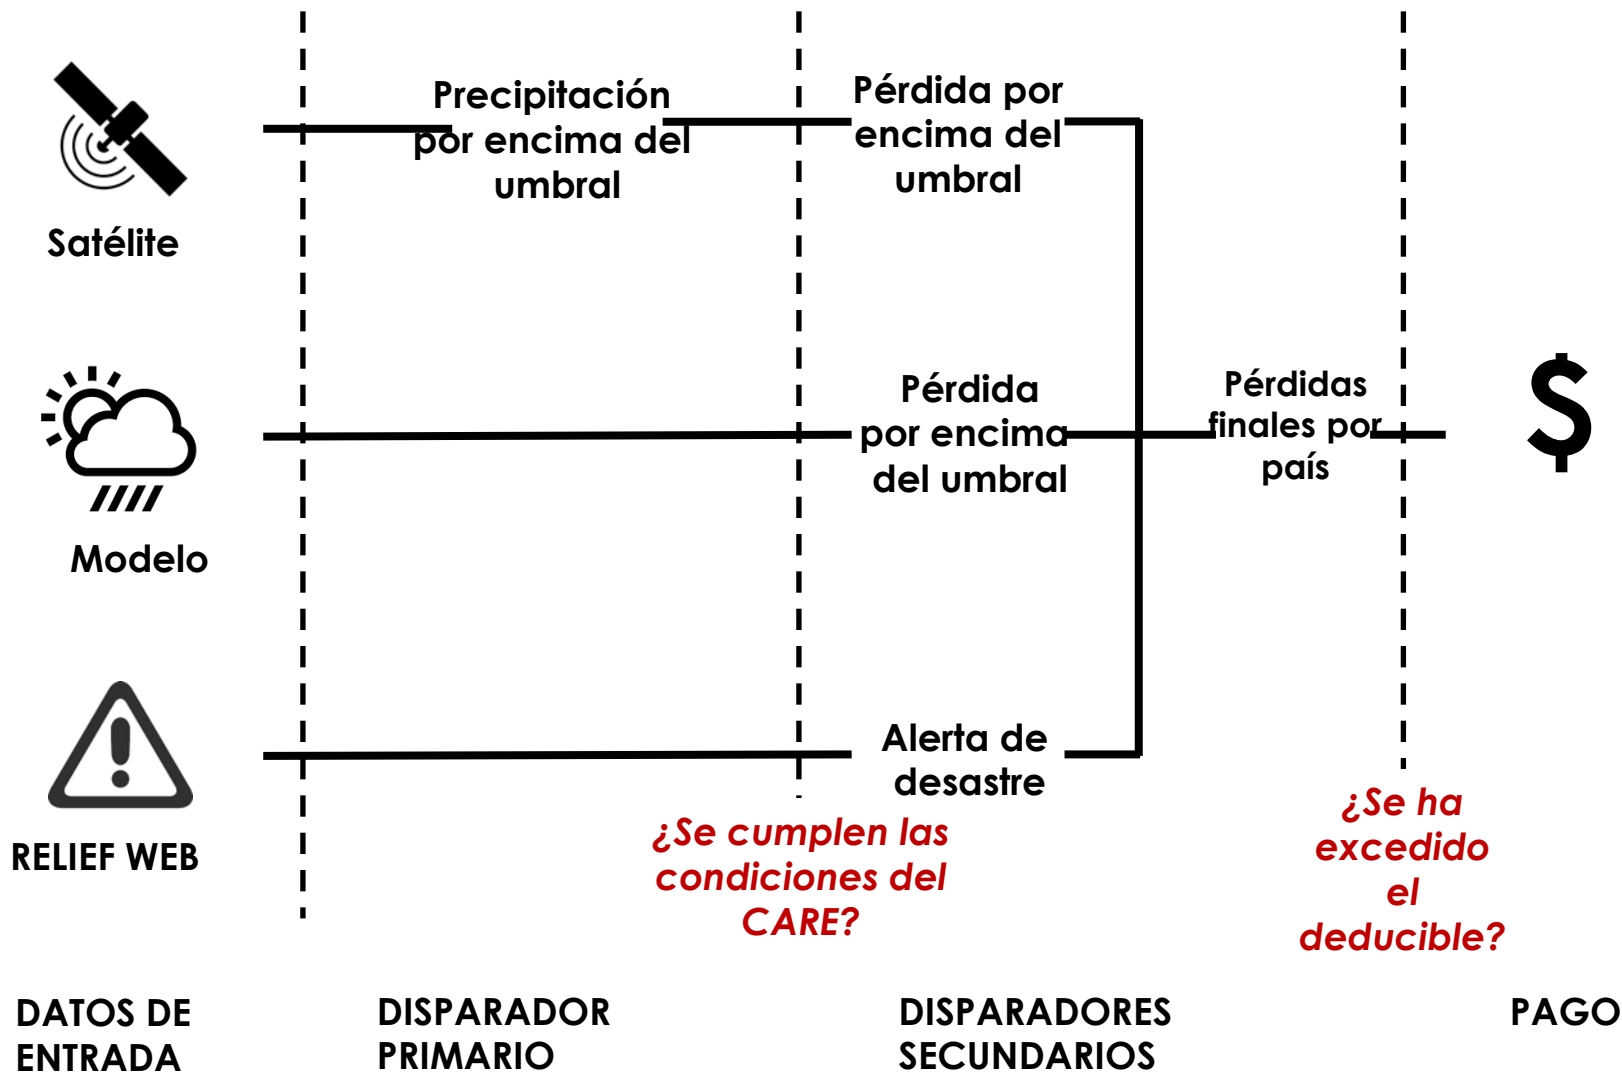 Precipitación
por encima del
umbral
Pérdida por
encima del
umbral
Satélite
Pérdida
por encima
del umbral
Pérdidas
finales por
país
$
Modelo
Alerta de
desastre
RELIEF WEB
¿Se cumplen las
condiciones del
CARE?
¿Se ha
excedido
el
deducible?
DATOS DE
ENTRADA
DISPARADOR
PRIMARIO
DISPARADORES
SECUNDARIOS
PAGO